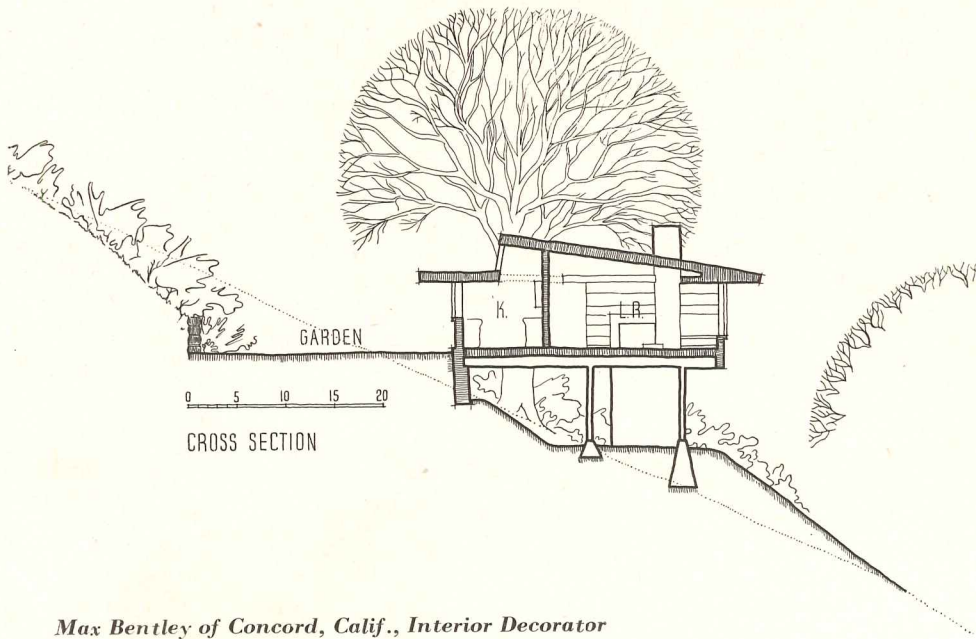 K.
L.R.
GARDEN
0 5 10 15 20
CROSS SECTION
Max Bentley of Concord, Calif., Interior Decorator